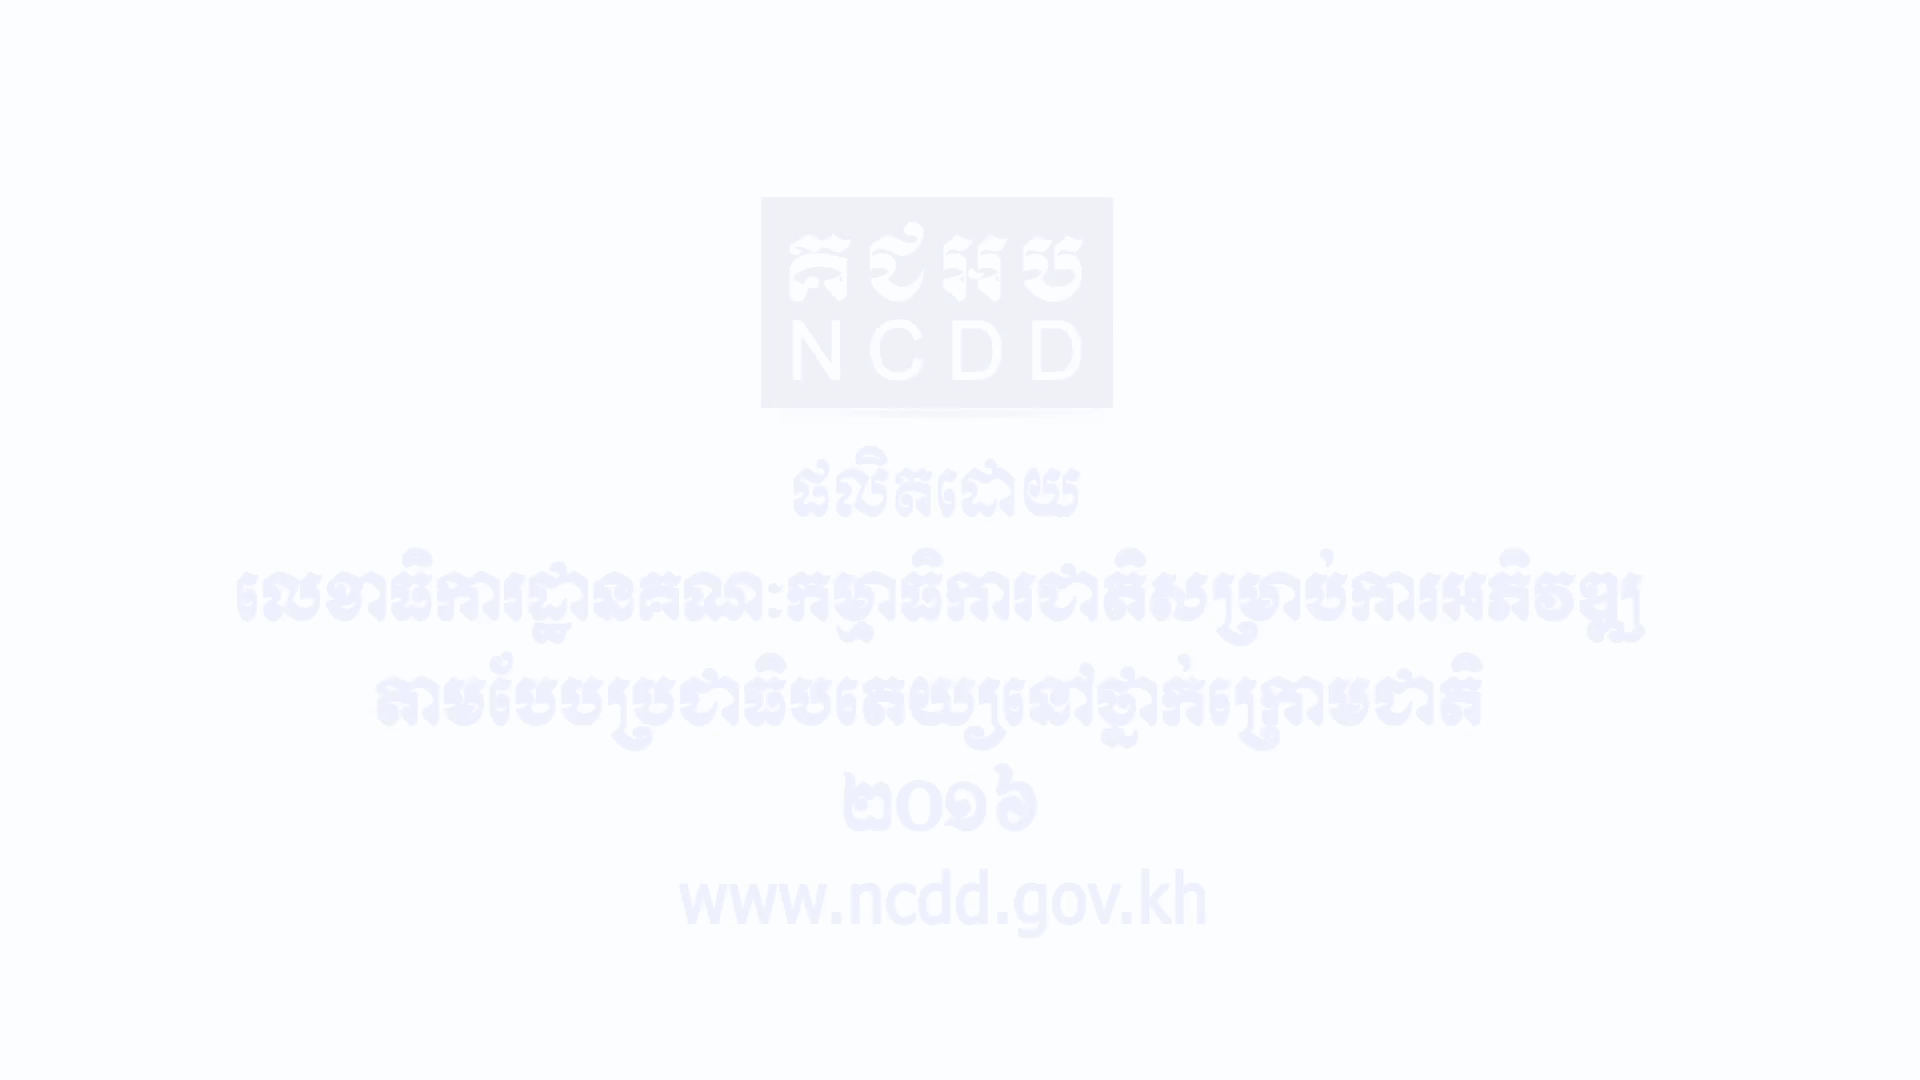 គជអប
NCDD
ផលិតដោយ
លេខាធិការដ្ឋានគណៈកម្មាធិការជាតិសម្រាប់ការអភិវឌ្ឍ
តាមបែបប្រជាធិបតេយ្យនៅថ្នាក់ក្រោមជាតិ
២០១៦
www.ncdd.gov.kh